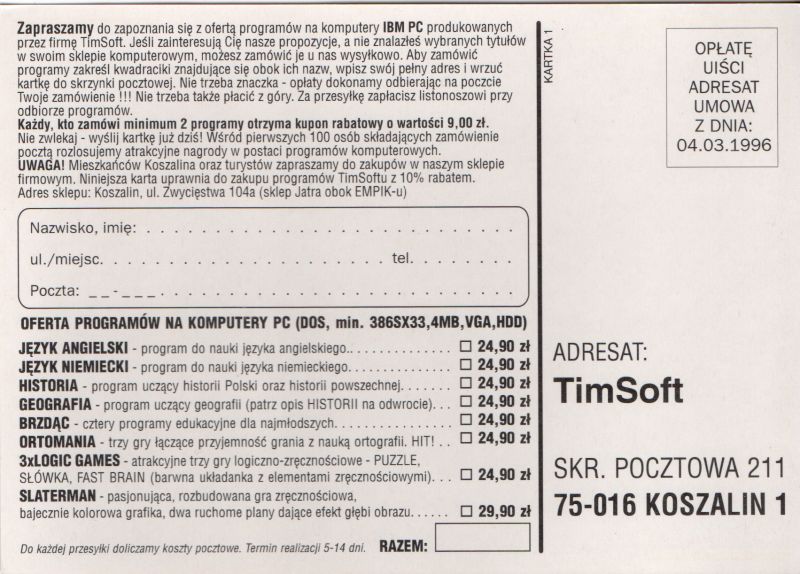 Zapraszamy do zapoznania się z ofertą programów na komputery IBM PC produkowanych
przez firmę TimSoft. Jeśli zainteresują Cię nasze propozycje, a nie znalazłeś wybranych tytułów
w swoim sklepie komputerowym, możesz zamówić je u nas wysyłkowo. Aby zamówić
programy zakreśl kwadraciki znajdujące się obok ich nazw, wpisz swój pełny adres i wrzuć
kartkę do skrzynki pocztowej. Nie trzeba znaczka - opłaty dokonamy odbierając na poczcie
Twoje zamówienie !!! Nie trzeba także płacić z góry. Za przesyłkę zapłacisz listonoszowi przy
odbiorze programów.
Każdy, kto zamówi minimum 2 programy otrzyma kupon rabatowy o wartości 9,00 zł.
Nie zwlekaj - wyślij kartkę już dziś! Wśród pierwszych 100 osób składających zamówienie
pocztą rozlosujemy atrakcyjne nagrody w postaci programów komputerowych.
UWAGA! Mieszkańców Koszalina oraz turystów zapraszamy do zakupów w naszym sklepie
firmowym. Niniejsza karta uprawnia do zakupu programów TimSoftu z 10% rabatem.
Adres sklepu: Koszalin, ul. Zwycięstwa 104a (sklep Jatra obok EMPIK-u)
Nazwisko, imię: . . . . . . . . . . . . . . . . . . . . . . . . . . . .
ul./miejsc. . . . . . . . . . . . . . . . . . . . . tel. . . . . . . . .
Poczta: _ _ - _ _ _ . . . . . . . . . . . . . . . . . . . . . . . . . .
OFERTA PROGRAMÓW NA KOMPUTERY PC (DOS, min. 386SX33,4MB,VGA,HDD)
JĘZYK ANGIELSKI - program do nauki języka angielskiego.. . . . . . . . . . . . . . ☐ 24,90 zł
JĘZYK NIEMIECKI - program do nauki języka niemieckiego. . . . . . . . . . . . . . ☐ 24,90 zł
HISTORIA - program uczący historii Polski oraz historii powszechnej. . . . . . . ☐ 24,90 zł
GEOGRAFIA - program uczący geografii (patrz opis HISTORII na odwrocie). . . ☐ 24,90 zł
BRZDĄC - cztery programy edukacyjne dla najmłodszych. . . . . . . . . . . . . . ☐ 24,90 zł
ORTOMANIA - trzy gry łączące przyjemność grania z nauką ortografii. HIT! . . ☐ 24,90 zł
3xLOGIC GAMES - atrakcyjne trzy gry logiczno-zręcznościowe - PUZZLE,
SŁÓWKA, FAST BRAIN (barwna układanka z elementami zręcznościowymi). . . ☐ 24,90 zł
SLATERMAN - pasjonująca, rozbudowana gra zręcznościowa,
bajecznie kolorowa grafika, dwa ruchome plany dające efekt głębi obrazu. . . . . . ☐ 29,90 zł
Do każdej przesyłki doliczamy koszty pocztowe. Termin realizacji 5-14 dni. RAZEM:
KARTKA 1
OPŁATĘ
UIŚCI
ADRESAT
UMOWA
Z DNIA:
04.03.1996
ADRESAT:
TimSoft
SKR. POCZTOWA 211
75-016 KOSZALIN 1